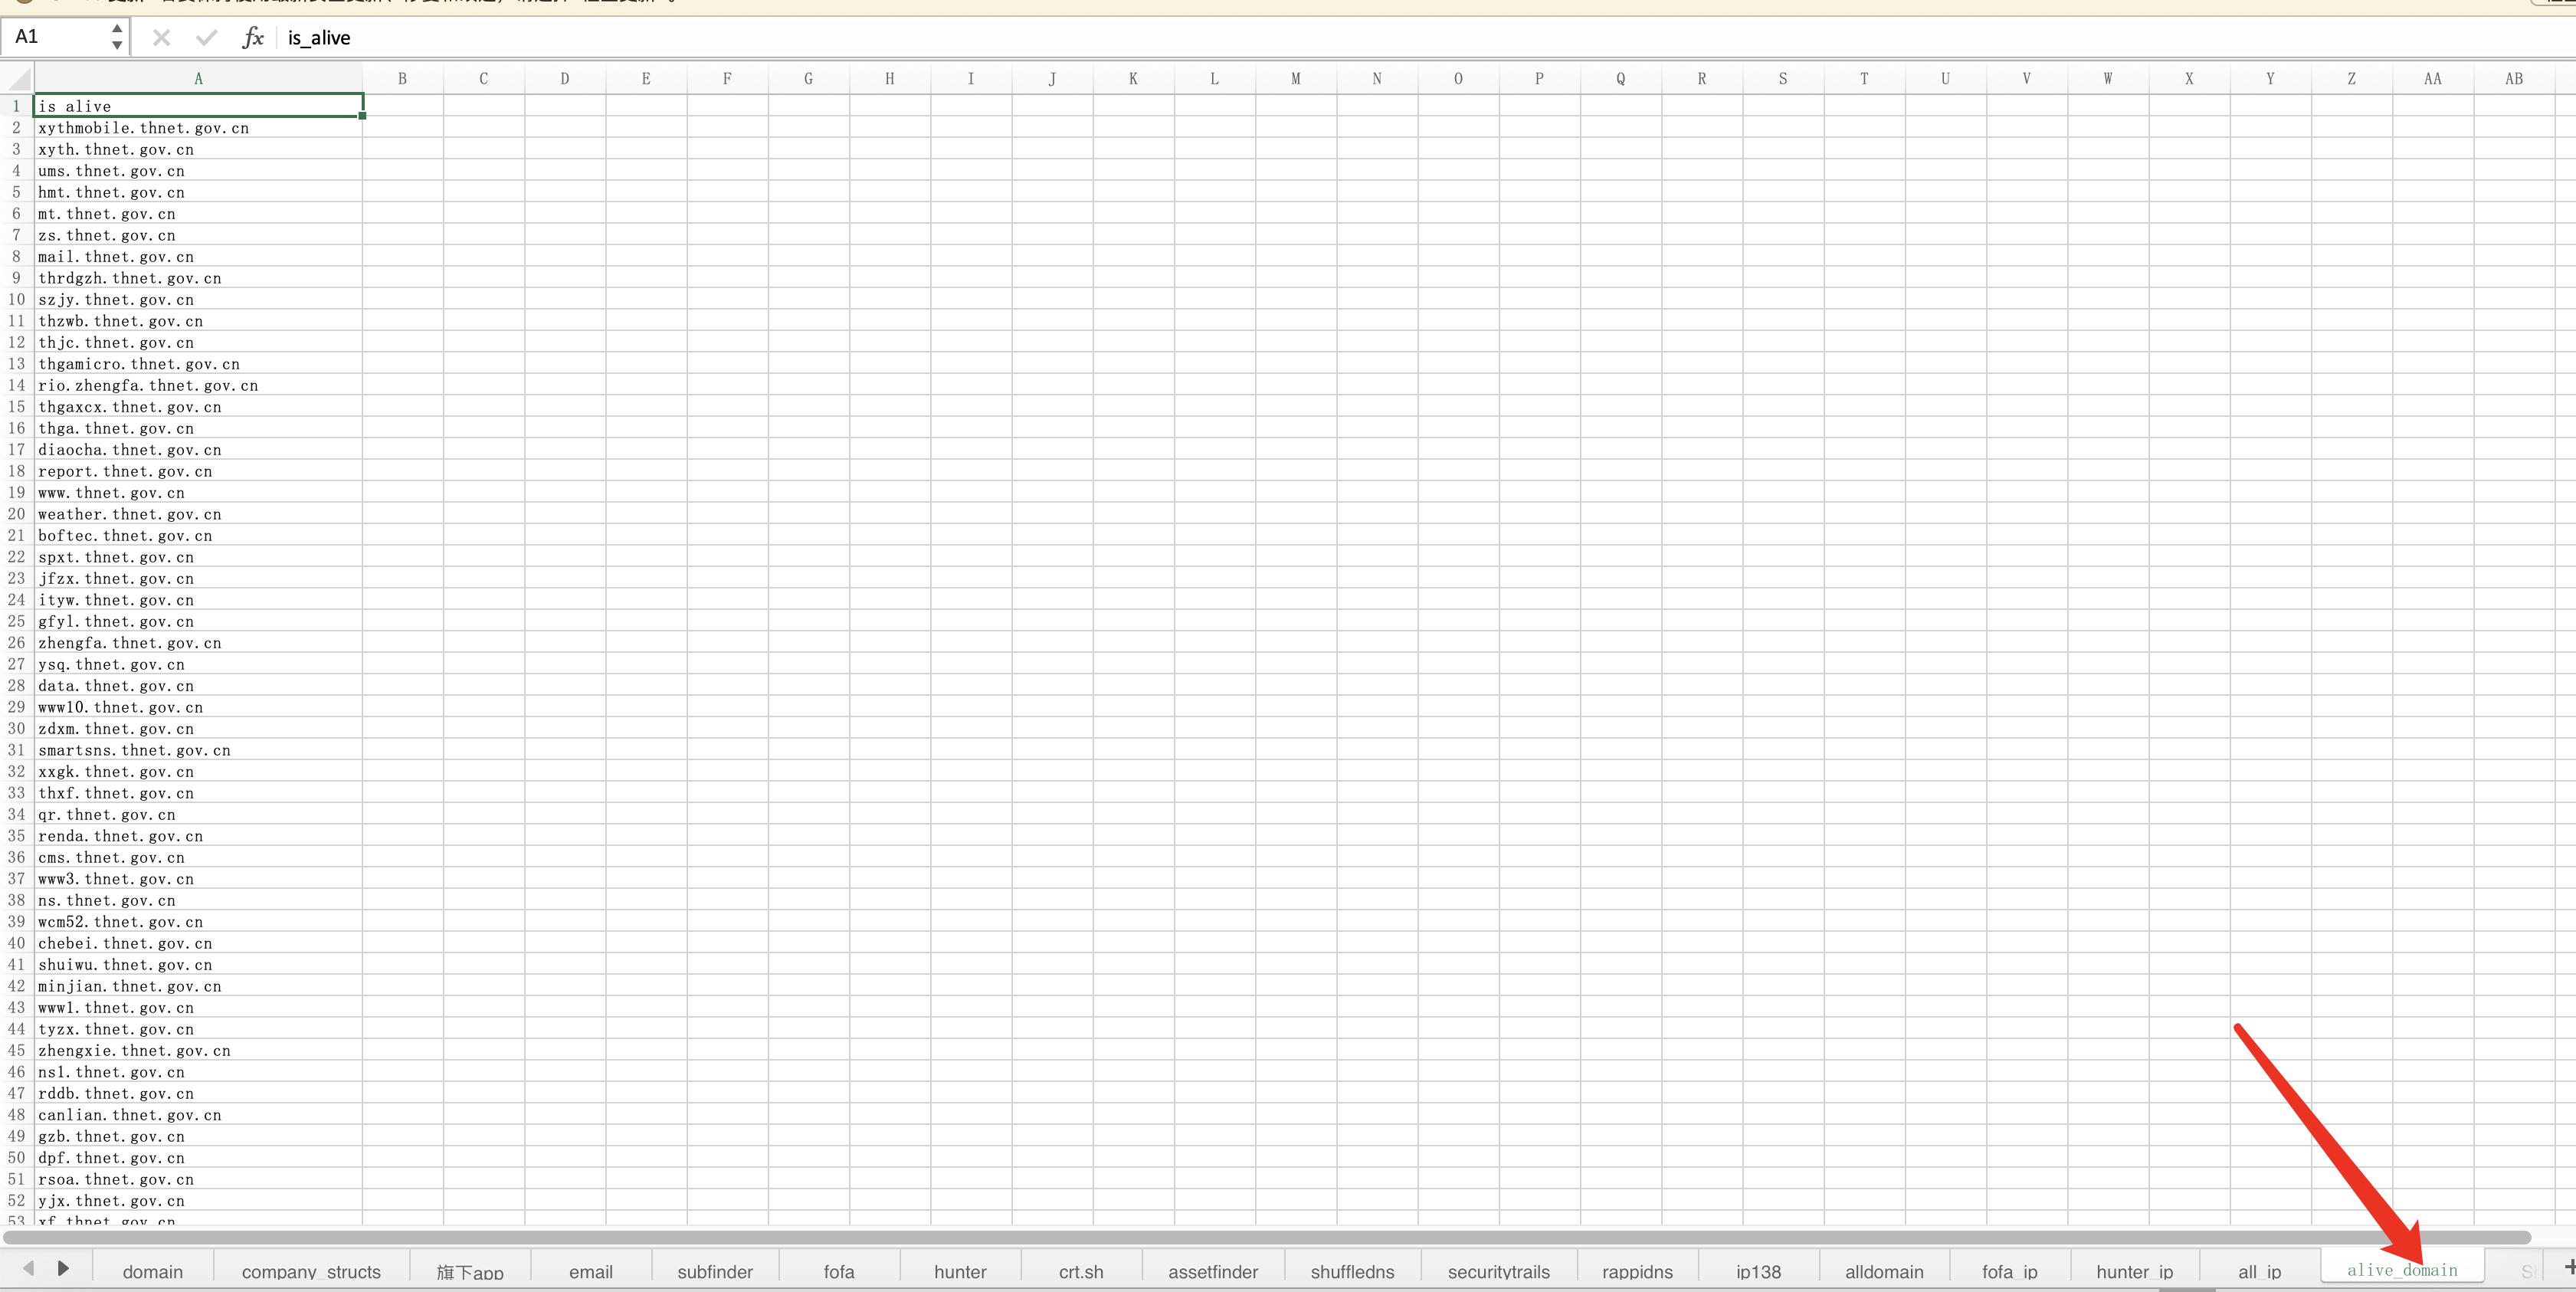 A1 fx is_alive
A B C D E F G H I J K L M N O P Q R S T U V W X Y Z AA AB
1 is_alive
2 xythmobile.thnet.gov.cn
3 xyth.thnet.gov.cn
4 ums.thnet.gov.cn
5 hmt.thnet.gov.cn
6 mt.thnet.gov.cn
7 zs.thnet.gov.cn
8 mail.thnet.gov.cn
9 thrdgzh.thnet.gov.cn
10 szjy.thnet.gov.cn
11 thzwb.thnet.gov.cn
12 thjc.thnet.gov.cn
13 thgamicro.thnet.gov.cn
14 rio.zhengfa.thnet.gov.cn
15 thgaxcx.thnet.gov.cn
16 thga.thnet.gov.cn
17 diaocha.thnet.gov.cn
18 report.thnet.gov.cn
19 www.thnet.gov.cn
20 weather.thnet.gov.cn
21 boftec.thnet.gov.cn
22 spxt.thnet.gov.cn
23 jfzx.thnet.gov.cn
24 ityw.thnet.gov.cn
25 gfyl.thnet.gov.cn
26 zhengfa.thnet.gov.cn
27 ysq.thnet.gov.cn
28 data.thnet.gov.cn
29 www10.thnet.gov.cn
30 zdxm.thnet.gov.cn
31 smartsns.thnet.gov.cn
32 xxgk.thnet.gov.cn
33 thxf.thnet.gov.cn
34 qr.thnet.gov.cn
35 renda.thnet.gov.cn
36 cms.thnet.gov.cn
37 www3.thnet.gov.cn
38 ns.thnet.gov.cn
39 wcm52.thnet.gov.cn
40 chebei.thnet.gov.cn
41 shuiwu.thnet.gov.cn
42 minjian.thnet.gov.cn
43 www1.thnet.gov.cn
44 tyzx.thnet.gov.cn
45 zhengxie.thnet.gov.cn
46 ns1.thnet.gov.cn
47 rddb.thnet.gov.cn
48 canlian.thnet.gov.cn
49 gzb.thnet.gov.cn
50 dpf.thnet.gov.cn
51 rsoa.thnet.gov.cn
52 yjx.thnet.gov.cn
53 xf.thnet.gov.cn
domain company_structs 旗下app email subfinder fofa hunter crt.sh assetfinder shuffledns securitytrails rappidns ip138 alldomain fofa_ip hunter_ip all_ip alive_domain